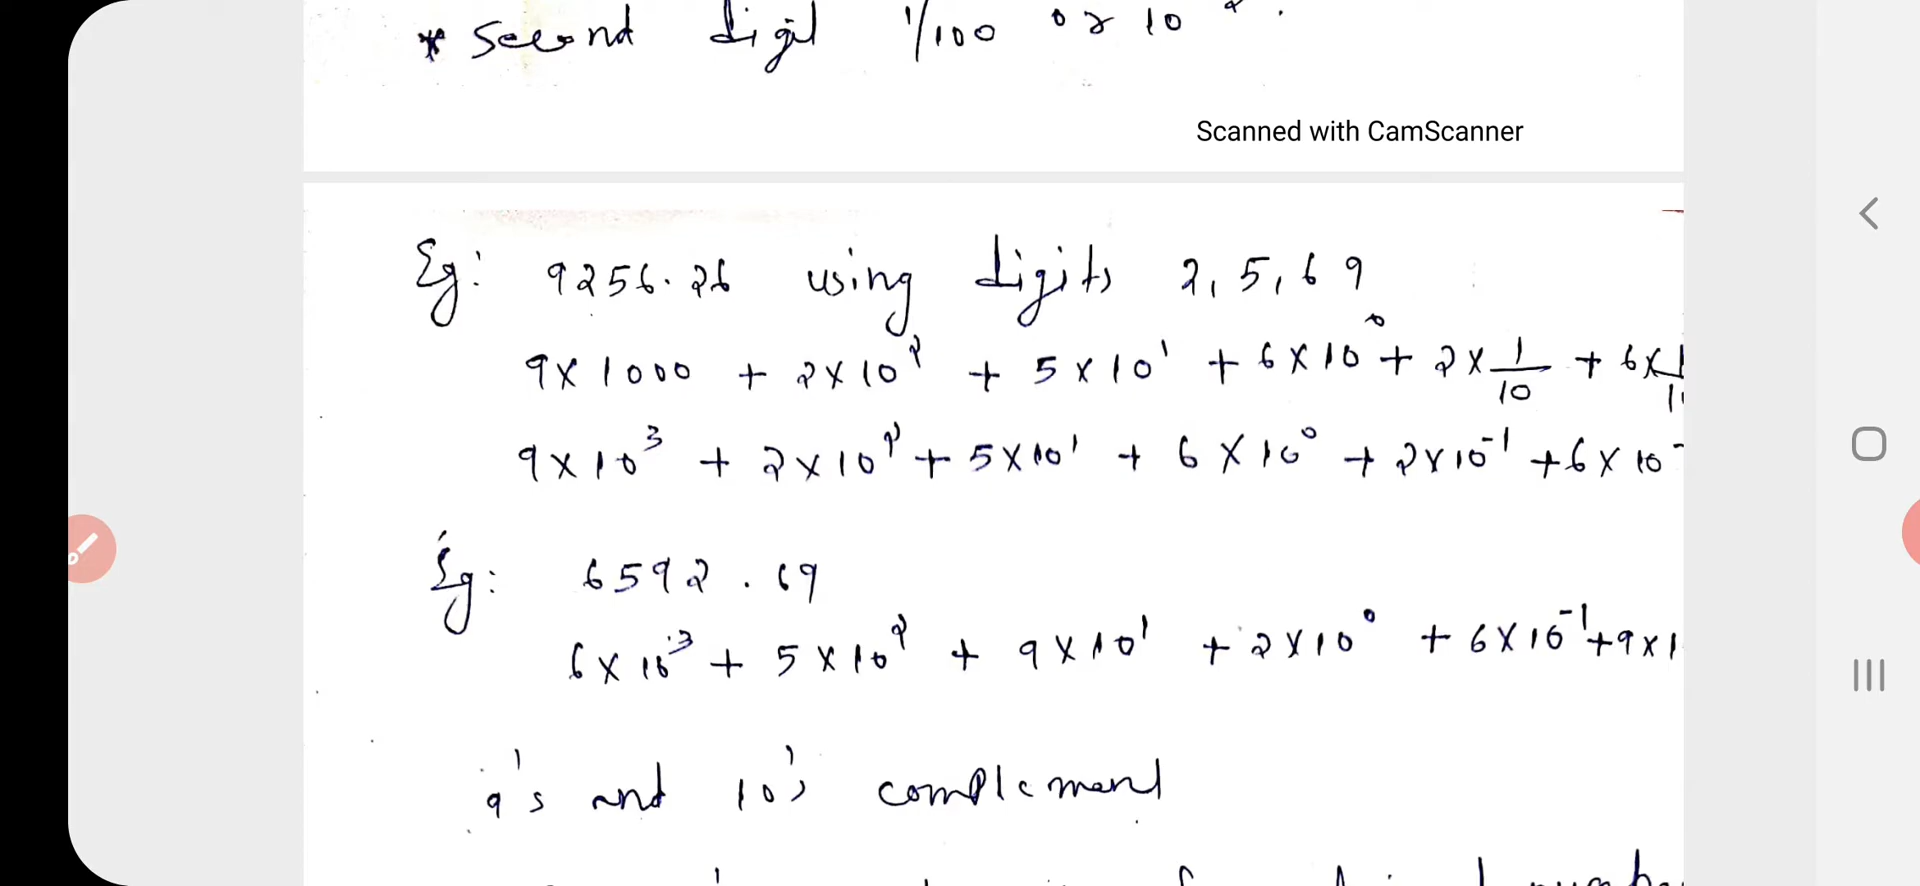 * Second digit 1/100 or 10
Scanned with CamScanner
Eg: 9256.26 using digits 2, 5, 6 9
9 x 1000 + 2 x 10² + 5 x 10¹ + 6 x 10⁰ + 2 x 1/10 + 6 x
9 x 10³ + 2 x 10² + 5 x 10¹ + 6 x 10⁰ + 2 x 10⁻¹ + 6 x 10⁻
Eg: 6592.69
6 x 10³ + 5 x 10² + 9 x 10¹ + 2 x 10⁰ + 6 x 10⁻¹ + 9 x 1
9's and 10's complement